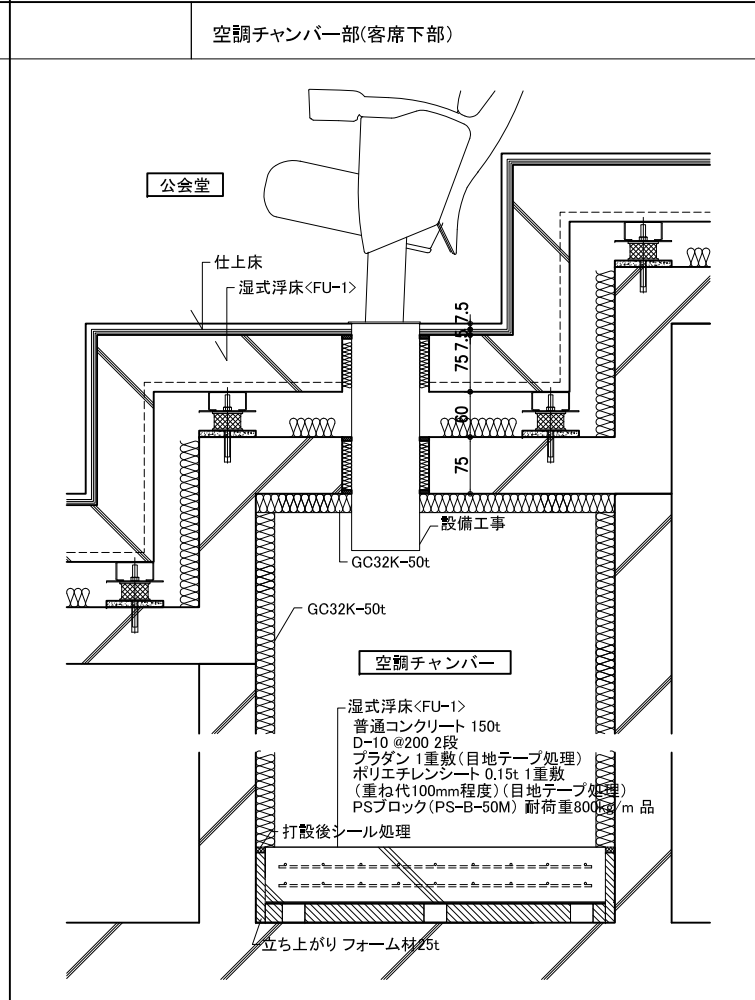 空調チャンバー部(客席下部)
公会堂
仕上床
湿式浮床<FU-1>
7.5
7.5
75
60
75
設備工事
GC32K-50t
GC32K-50t
空調チャンバー
湿式浮床<FU-1>
普通コンクリート 150t
D-10 @200 2段
プラダン 1重敷(目地テープ処理)
ポリエチレンシート 0.15t 1重敷
(重ね代100mm程度)(目地テープ処理)
PSブロック(PS-B-50M) 耐荷重800kg/m 品
打設後シール処理
立ち上がり フォーム材25t